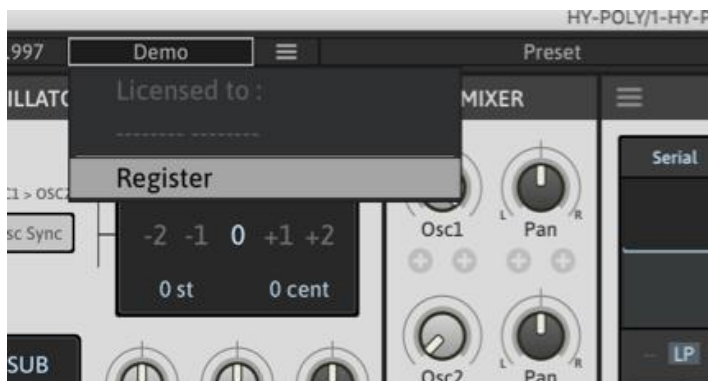 HY-POLY/1-HY-P
.997 Demo Preset
ILLATO MIXER
Licensed to :
-------- --------
Register
Serial
C1 > OSC2
sc Sync
-2 -1 0 +1 +2
Osc1 L Pan R
0 st 0 cent
SUB
Osc2 L Pan R
-- LP